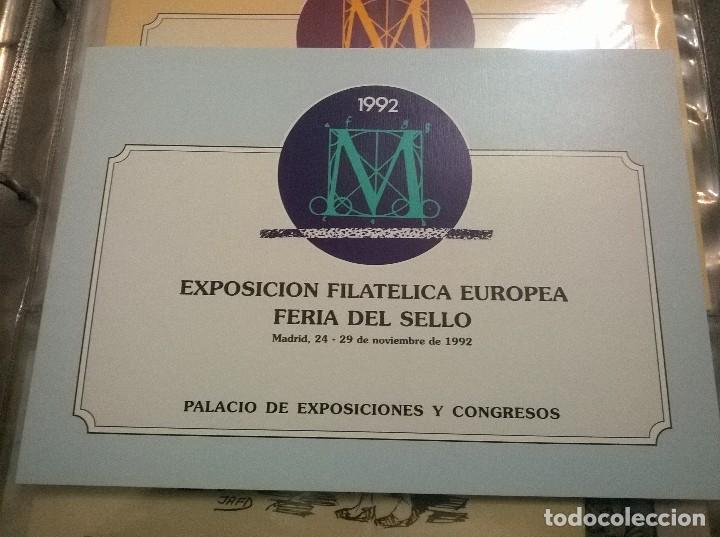 1992
M
EXPOSICION FILATELICA EUROPEA
FERIA DEL SELLO
Madrid, 24 - 29 de noviembre de 1992
PALACIO DE EXPOSICIONES Y CONGRESOS
todocoleccion